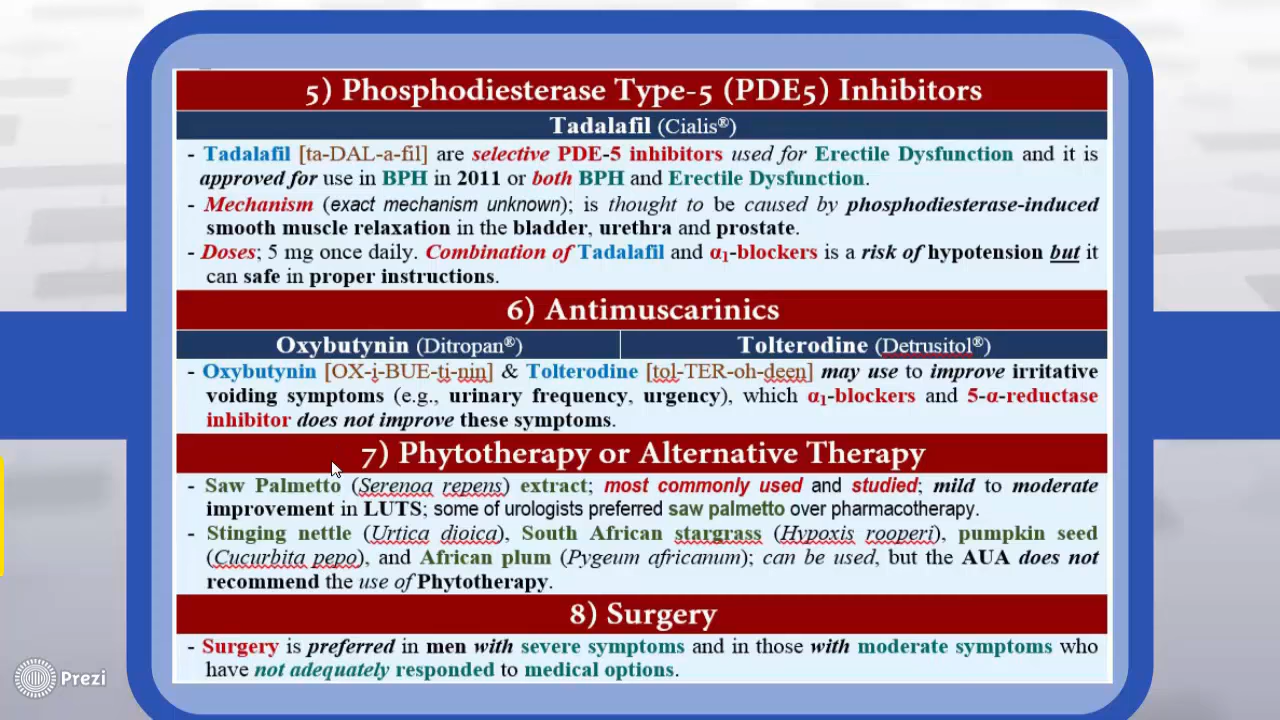 5) Phosphodiesterase Type-5 (PDE5) Inhibitors
Tadalafil (Cialis®)
- Tadalafil [ta-DAL-a-fil] are selective PDE-5 inhibitors used for Erectile Dysfunction and it is
approved for use in BPH in 2011 or both BPH and Erectile Dysfunction.
- Mechanism (exact mechanism unknown); is thought to be caused by phosphodiesterase-induced
smooth muscle relaxation in the bladder, urethra and prostate.
- Doses; 5 mg once daily. Combination of Tadalafil and α1-blockers is a risk of hypotension but it
can safe in proper instructions.
6) Antimuscarinics
Oxybutynin (Ditropan®) Tolterodine (Detrusitol®)
- Oxybutynin [OX-i-BUE-ti-nin] & Tolterodine [tol-TER-oh-deen] may use to improve irritative
voiding symptoms (e.g., urinary frequency, urgency), which α1-blockers and 5-α-reductase
inhibitor does not improve these symptoms.
7) Phytotherapy or Alternative Therapy
- Saw Palmetto (Serenoa repens) extract; most commonly used and studied; mild to moderate
improvement in LUTS; some of urologists preferred saw palmetto over pharmacotherapy.
- Stinging nettle (Urtica dioica), South African stargrass (Hypoxis rooperi), pumpkin seed
(Cucurbita pepo), and African plum (Pygeum africanum); can be used, but the AUA does not
recommend the use of Phytotherapy.
8) Surgery
- Surgery is preferred in men with severe symptoms and in those with moderate symptoms who
have not adequately responded to medical options.
Prezi